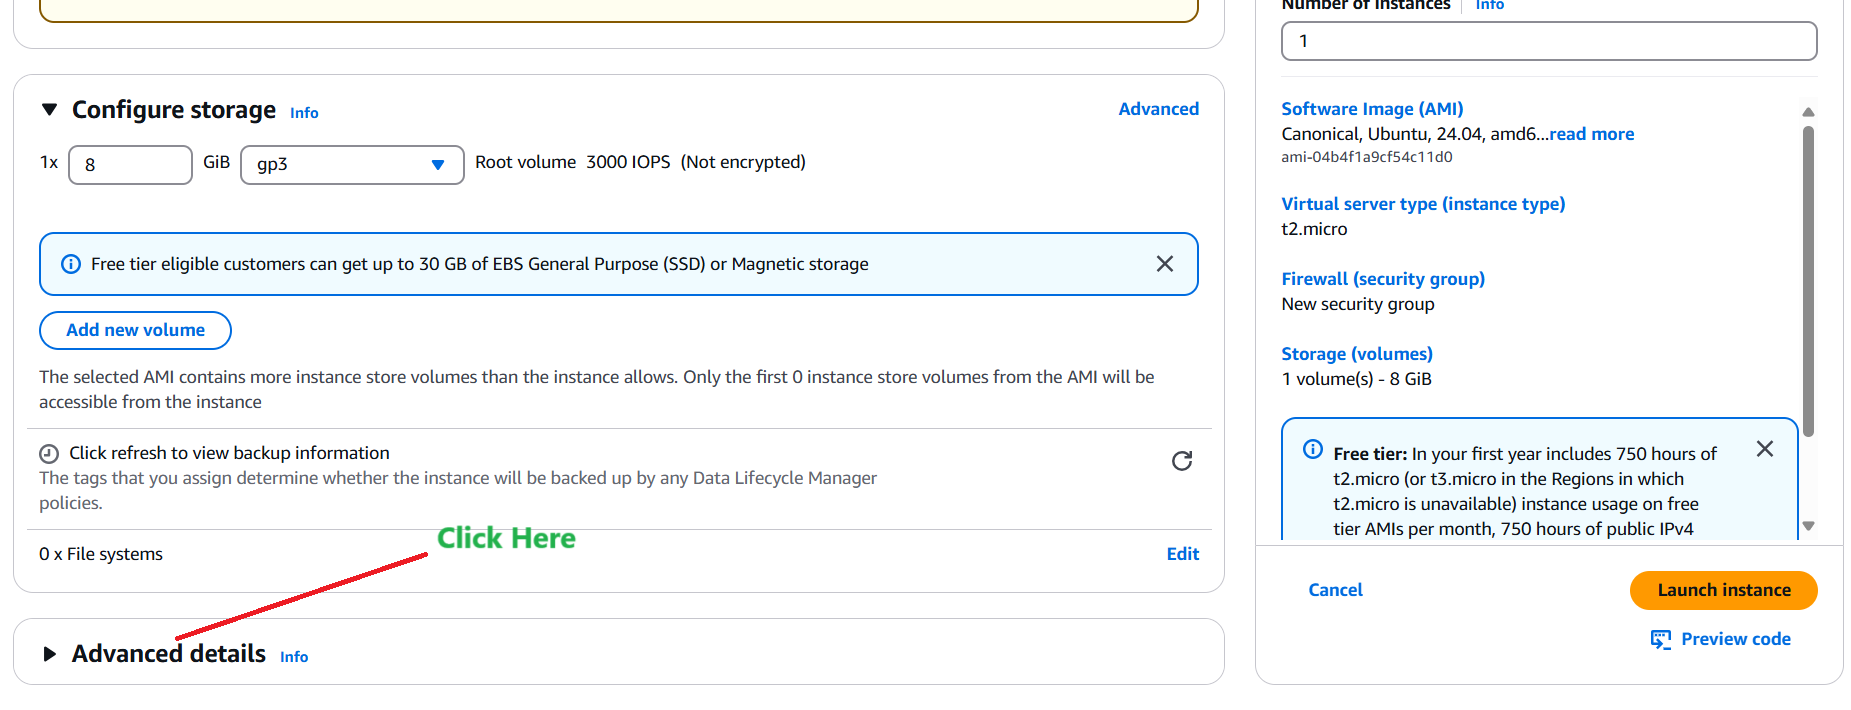 Configure storage Info
Advanced
1x 8 GiB gp3 Root volume 3000 IOPS (Not encrypted)
Free tier eligible customers can get up to 30 GB of EBS General Purpose (SSD) or Magnetic storage
Add new volume
The selected AMI contains more instance store volumes than the instance allows. Only the first 0 instance store volumes from the AMI will be
accessible from the instance
Click refresh to view backup information
The tags that you assign determine whether the instance will be backed up by any Data Lifecycle Manager
policies.
Click Here
0 x File systems
Edit
Advanced details Info
Number of instances Info
1
Software Image (AMI)
Canonical, Ubuntu, 24.04, amd6...read more
ami-04b4f1a9cf54c11d0
Virtual server type (instance type)
t2.micro
Firewall (security group)
New security group
Storage (volumes)
1 volume(s) - 8 GiB
Free tier: In your first year includes 750 hours of
t2.micro (or t3.micro in the Regions in which
t2.micro is unavailable) instance usage on free
tier AMIs per month, 750 hours of public IPv4
Cancel
Launch instance
Preview code